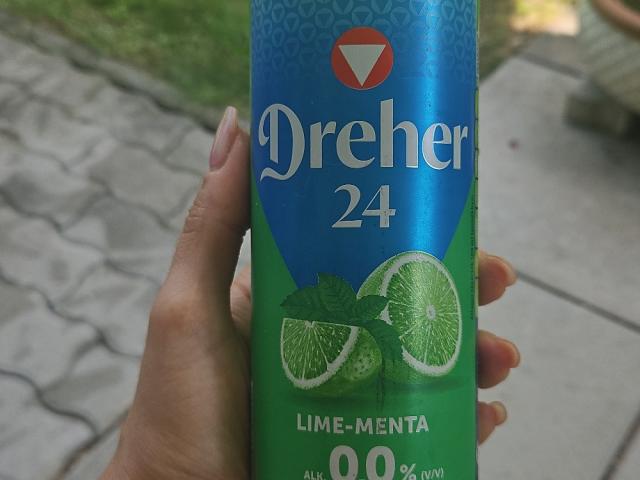 Dreher
24
LIME-MENTA
ALK. 0.0% (V/V)